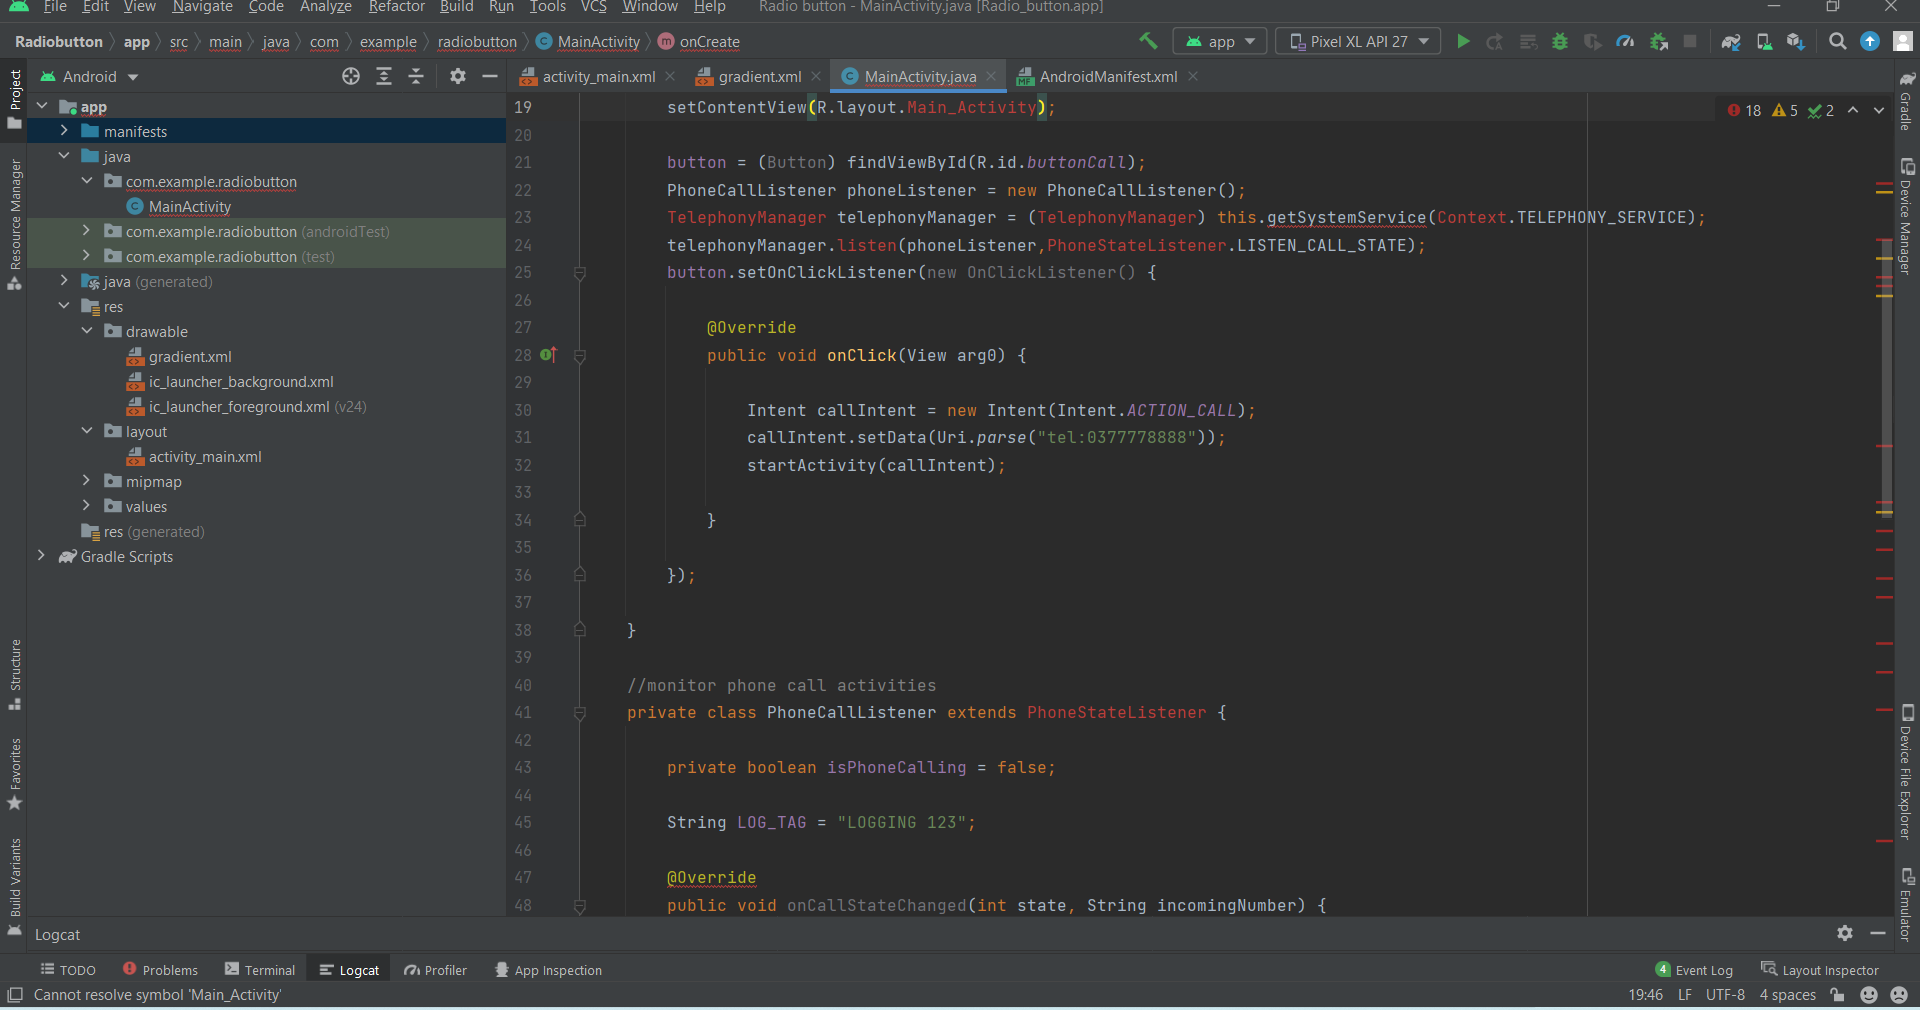 File Edit View Navigate Code Analyze Refactor Build Run Tools VCS Window Help Radio button - MainActivity.java [Radio_button.app]
Radiobutton app src main java com example radiobutton MainActivity onCreate app Pixel XL API 27
Project
Resource Manager
Structure
Favorites
Build Variants
Android
app
manifests
java
com.example.radiobutton
MainActivity
com.example.radiobutton (androidTest)
com.example.radiobutton (test)
java (generated)
res
drawable
gradient.xml
ic_launcher_background.xml
ic_launcher_foreground.xml (v24)
layout
activity_main.xml
mipmap
values
res (generated)
Gradle Scripts
activity_main.xml gradient.xml MainActivity.java AndroidManifest.xml
18 5 2
19 setContentView(R.layout.Main_Activity);
20
21 button = (Button) findViewById(R.id.buttonCall);
22 PhoneCallListener phoneListener = new PhoneCallListener();
23 TelephonyManager telephonyManager = (TelephonyManager) this.getSystemService(Context.TELEPHONY_SERVICE);
24 telephonyManager.listen(phoneListener,PhoneStateListener.LISTEN_CALL_STATE);
25 button.setOnClickListener(new OnClickListener() {
26
27 @Override
28 public void onClick(View arg0) {
29
30 Intent callIntent = new Intent(Intent.ACTION_CALL);
31 callIntent.setData(Uri.parse("tel:0377778888"));
32 startActivity(callIntent);
33
34 }
35
36 });
37
38 }
39
40 //monitor phone call activities
41 private class PhoneCallListener extends PhoneStateListener {
42
43 private boolean isPhoneCalling = false;
44
45 String LOG_TAG = "LOGGING 123";
46
47 @Override
48 public void onCallStateChanged(int state, String incomingNumber) {
Gradle
Device Manager
Device File Explorer
Emulator
Logcat
TODO Problems Terminal Logcat Profiler App Inspection 4 Event Log Layout Inspector
Cannot resolve symbol 'Main_Activity' 19:46 LF UTF-8 4 spaces